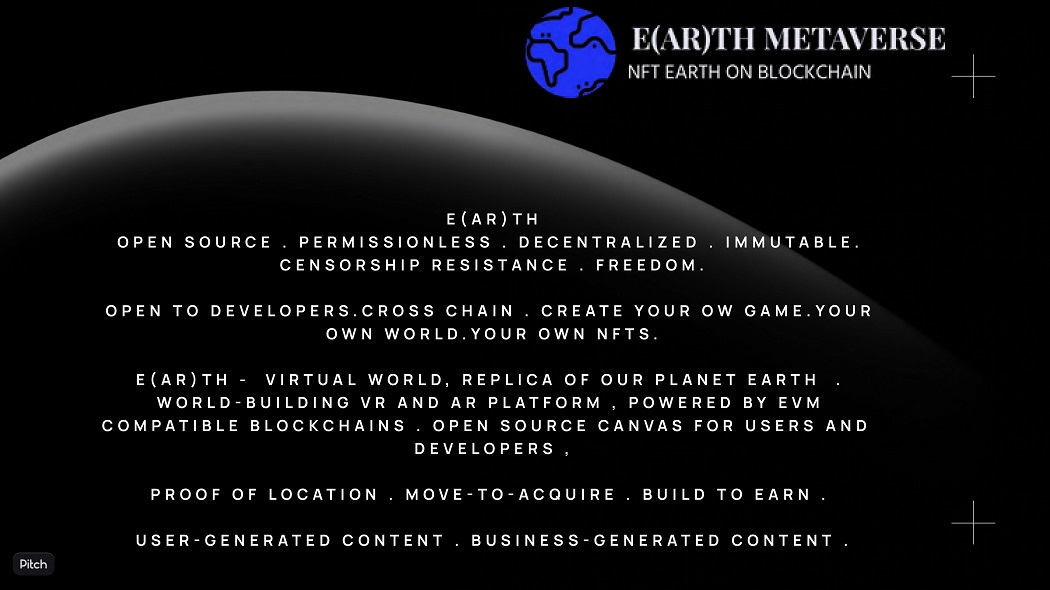 E(AR)TH METAVERSE
NFT EARTH ON BLOCKCHAIN
E(AR)TH
OPEN SOURCE . PERMISSIONLESS . DECENTRALIZED . IMMUTABLE.
CENSORSHIP RESISTANCE . FREEDOM.
OPEN TO DEVELOPERS.CROSS CHAIN . CREATE YOUR OW GAME.YOUR
OWN WORLD.YOUR OWN NFTS.
E(AR)TH -  VIRTUAL WORLD, REPLICA OF OUR PLANET EARTH  .
WORLD-BUILDING VR AND AR PLATFORM , POWERED BY EVM
COMPATIBLE BLOCKCHAINS . OPEN SOURCE CANVAS FOR USERS AND
DEVELOPERS ,
PROOF OF LOCATION . MOVE-TO-ACQUIRE . BUILD TO EARN .
USER-GENERATED CONTENT . BUSINESS-GENERATED CONTENT .
Pitch